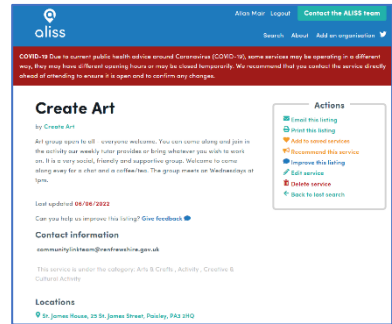 Allan Mair Logout Contact the ALISS team
aliss
Search About Add an organisation
COVID-19 Due to current public health advice around Coronavirus (COVID-19), some services may be operating in a different
way, they may have different opening hours or may be closed temporarily. We recommend that you contact the service directly
ahead of attending to ensure it is open and to confirm any changes.
Create Art
by Create Art
Art group open to all - everyone welcome. You can come along and join in
the activity our weekly tutor provides or bring whatever you wish to work
on. It is a very social, friendly and supportive group. Welcome to come
along away for a chat and a coffee/tea. The group meets on Wednesdays at
1pm.
Last updated 06/06/2022
Can you help us improve this listing? Give feedback
Contact information
communitylinkteam@renfrewshire.gov.uk
This service is under the category: Arts & Crafts , Activity , Creative &
Cultural Activity
Locations
St. James House, 25 St. James Street, Paisley, PA3 2HQ
Actions
Email this listing
Print this listing
Add to saved services
Recommend this service
Improve this listing
Edit service
Delete service
Back to last search